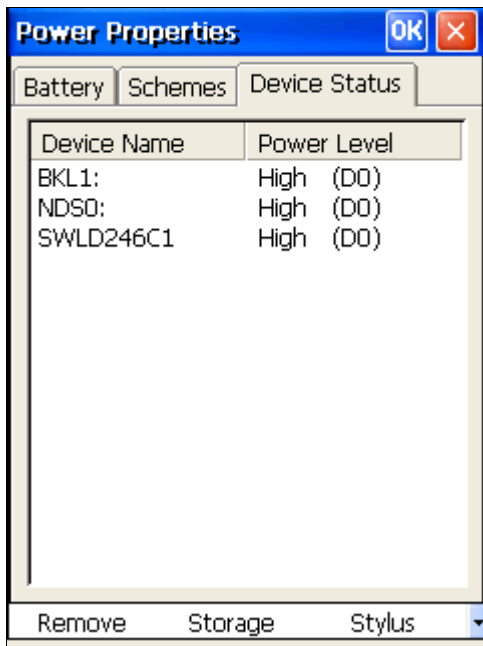 Power Properties OK
Battery Schemes Device Status
Device Name Power Level
BKL1: High (D0)
NDS0: High (D0)
SWLD246C1 High (D0)
Remove Storage Stylus